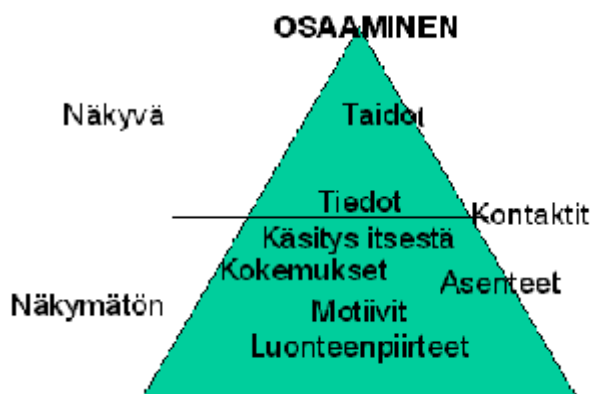 OSAAMINEN
Näkyvä
Taidot
Tiedot
Kontaktit
Käsitys itsestä
Kokemukset
Asenteet
Näkymätön
Motiivit
Luonteenpiirteet